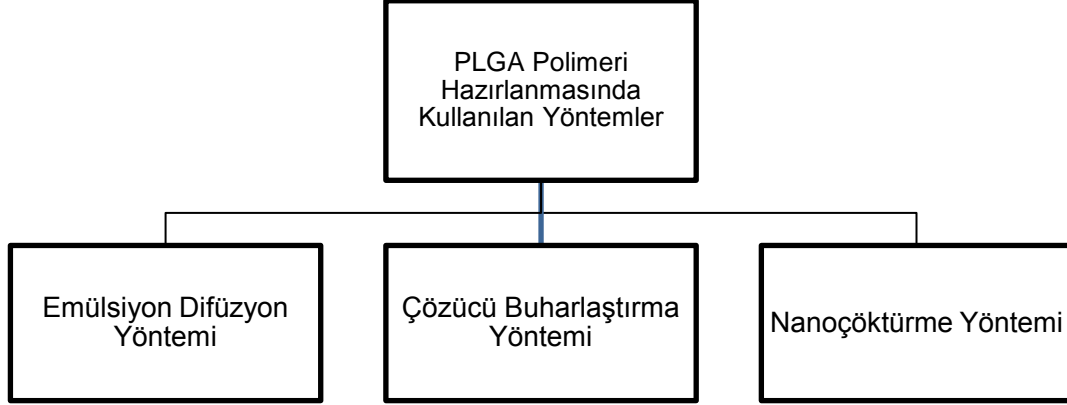 PLGA Polimeri
Hazırlanmasında
Kullanılan Yöntemler
Emülsiyon Difüzyon
Yöntemi
Çözücü Buharlaştırma
Yöntemi
Nanoçöktürme Yöntemi